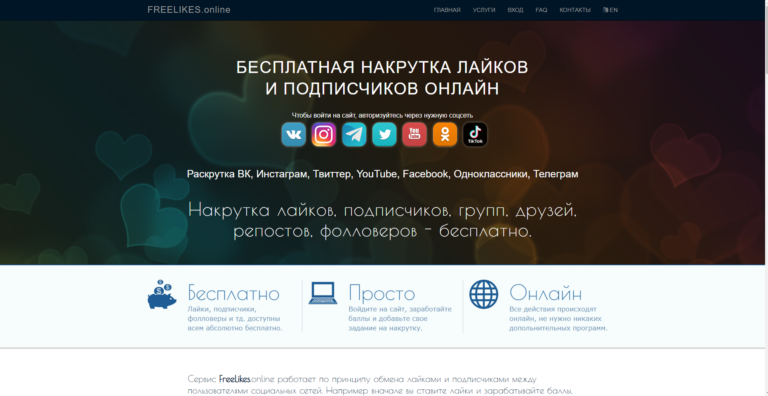 FREELIKES.online
ГЛАВНАЯ УСЛУГИ ВХОД FAQ КОНТАКТЫ EN
БЕСПЛАТНАЯ НАКРУТКА ЛАЙКОВ
И ПОДПИСЧИКОВ ОНЛАЙН
Чтобы войти на сайт, авторизуйтесь через нужную соцсеть
You
Tube
TikTok
Раскрутка ВК, Инстаграм, Твиттер, YouTube, Facebook, Одноклассники, Телеграм
Накрутка лайков, подписчиков, групп, друзей,
репостов, фолловеров - бесплатно.
Бесплатно
Лайки, подписчики,
фолловеры и тд. доступны
всем абсолютно бесплатно.
Просто
Войдите на сайт, заработайте
баллы и добавьте свое
задание на накрутку.
Онлайн
Все действия происходят
онлайн, не нужно никаких
допольнительных программ.
Сервис FreeLikes.online работает по принципу обмена лайками и подписчиками между
пользователями социальных сетей. Например вначале вы ставите лайки и зарабатывайте баллы,